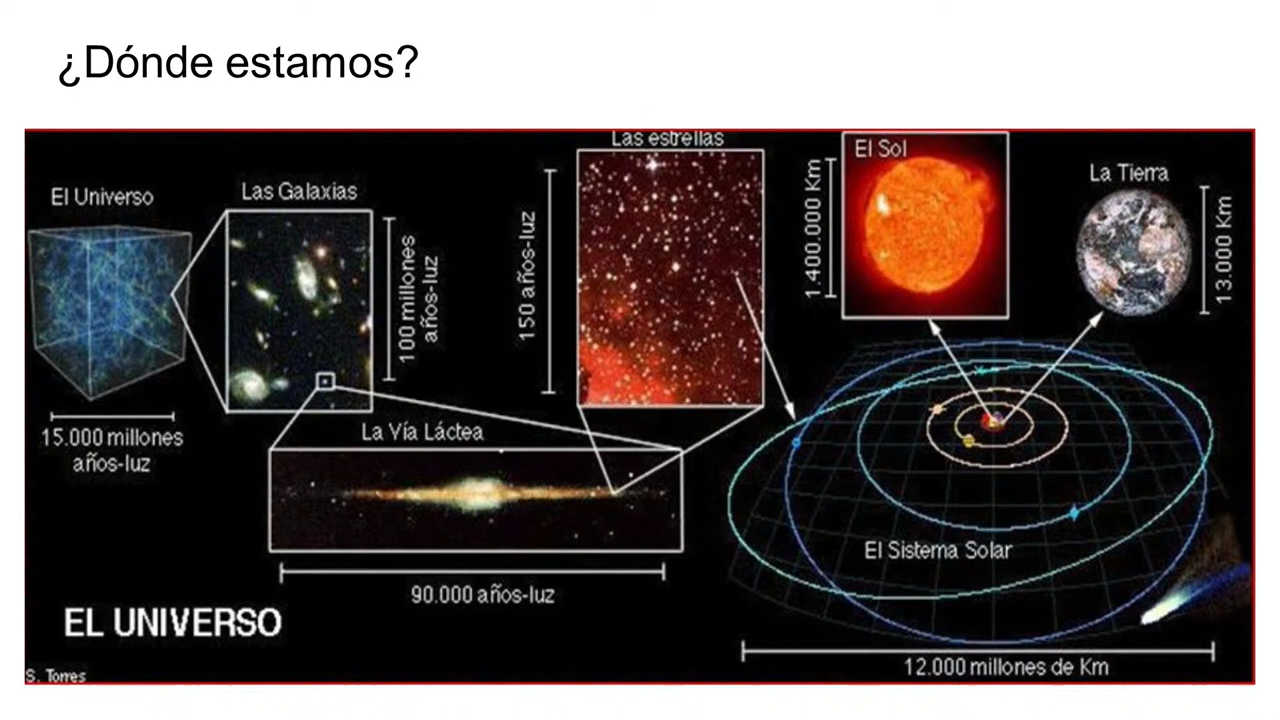 ¿Dónde estamos?
El Universo
15.000 millones
años-luz
Las Galaxias
100 millones
años-luz
La Vía Láctea
90.000 años-luz
Las estrellas
150 años-luz
El Sol
1.400.000 Km
La Tierra
13.000 Km
El Sistema Solar
12.000 millones de Km
EL UNIVERSO
S. Torres